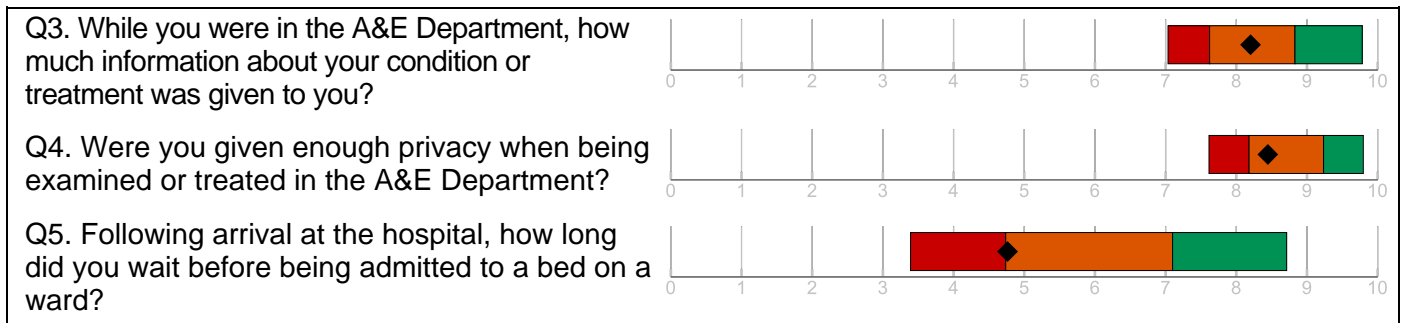 Q3. While you were in the A&E Department, how
much information about your condition or
treatment was given to you?
0 1 2 3 4 5 6 7 8 9 10
Q4. Were you given enough privacy when being
examined or treated in the A&E Department?
0 1 2 3 4 5 6 7 8 9 10
Q5. Following arrival at the hospital, how long
did you wait before being admitted to a bed on a
ward?
0 1 2 3 4 5 6 7 8 9 10